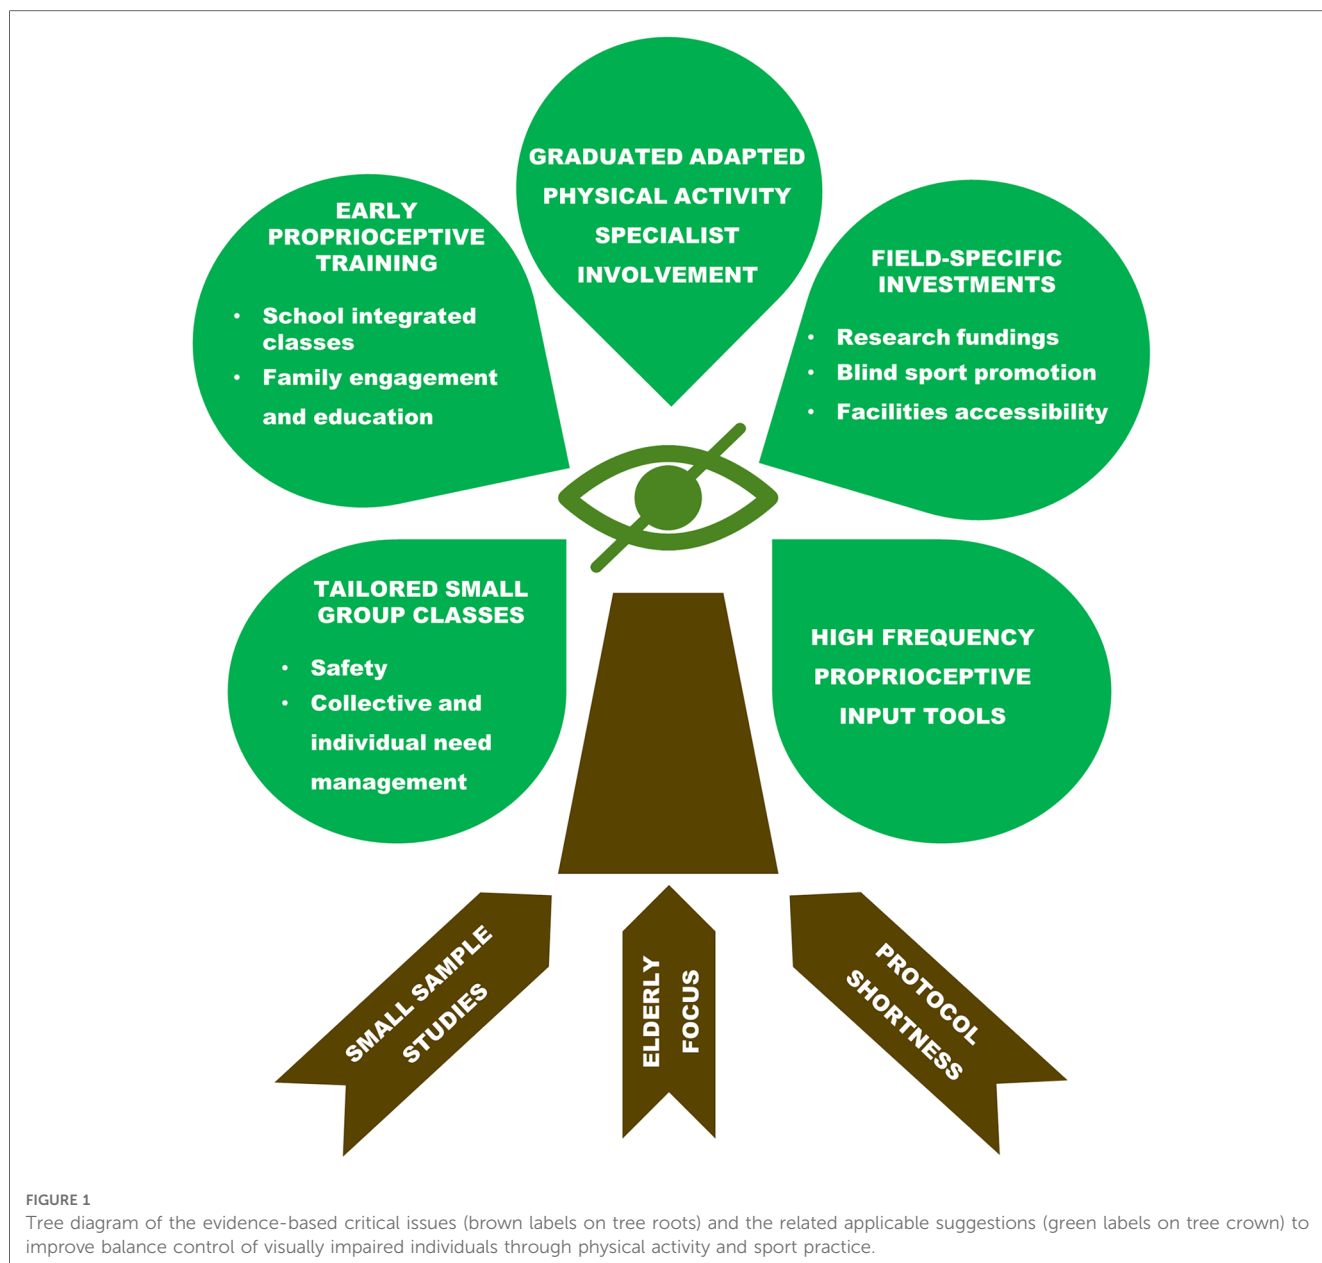 GRADUATED ADAPTED
PHYSICAL ACTIVITY
SPECIALIST
INVOLVEMENT
EARLY
PROPRIOCEPTIVE
TRAINING
• School integrated
classes
• Family engagement
and education
FIELD-SPECIFIC
INVESTMENTS
• Research fundings
• Blind sport promotion
• Facilities accessibility
TAILORED SMALL
GROUP CLASSES
• Safety
• Collective and
individual need
management
HIGH FREQUENCY
PROPRIOCEPTIVE
INPUT TOOLS
SMALL SAMPLE
STUDIES
ELDERLY
FOCUS
PROTOCOL
SHORTNESS
FIGURE 1
Tree diagram of the evidence-based critical issues (brown labels on tree roots) and the related applicable suggestions (green labels on tree crown) to
improve balance control of visually impaired individuals through physical activity and sport practice.